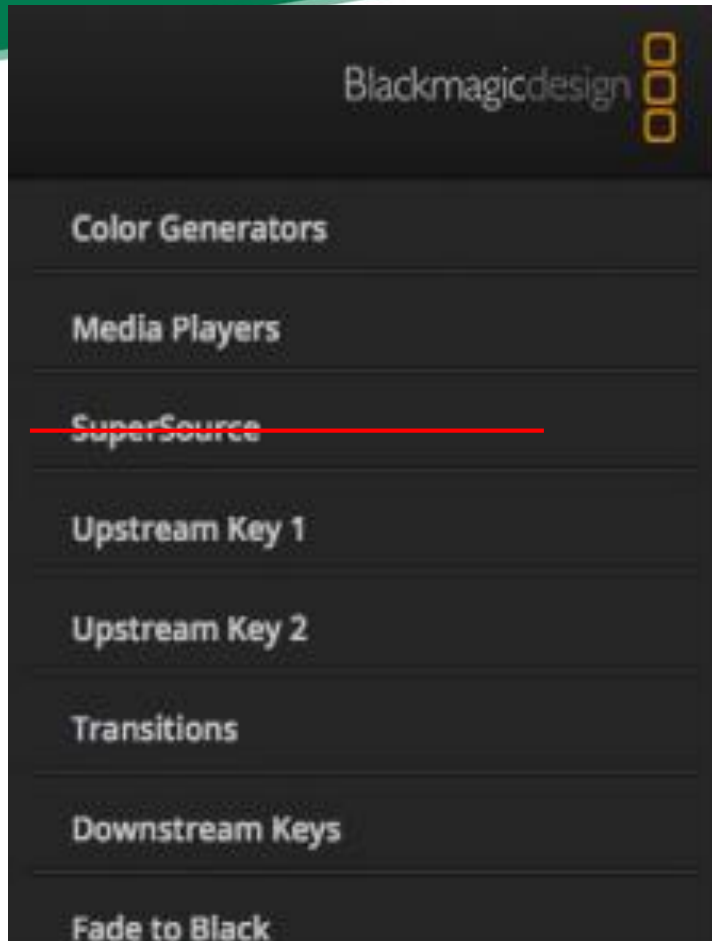 Blackmagicdesign
Color Generators
Media Players
SuperSource
Upstream Key 1
Upstream Key 2
Transitions
Downstream Keys
Fade to Black